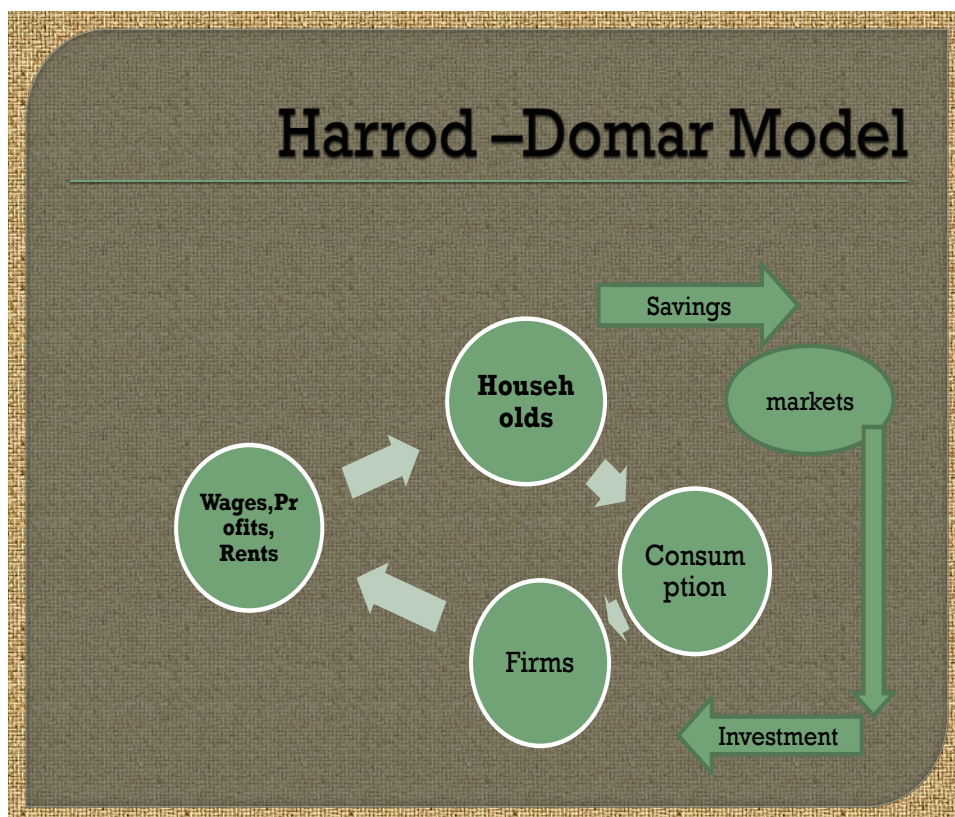 Harrod –Domar Model
Savings
Househ
olds
markets
Wages,Pr
ofits,
Rents
Consum
ption
Firms
Investment